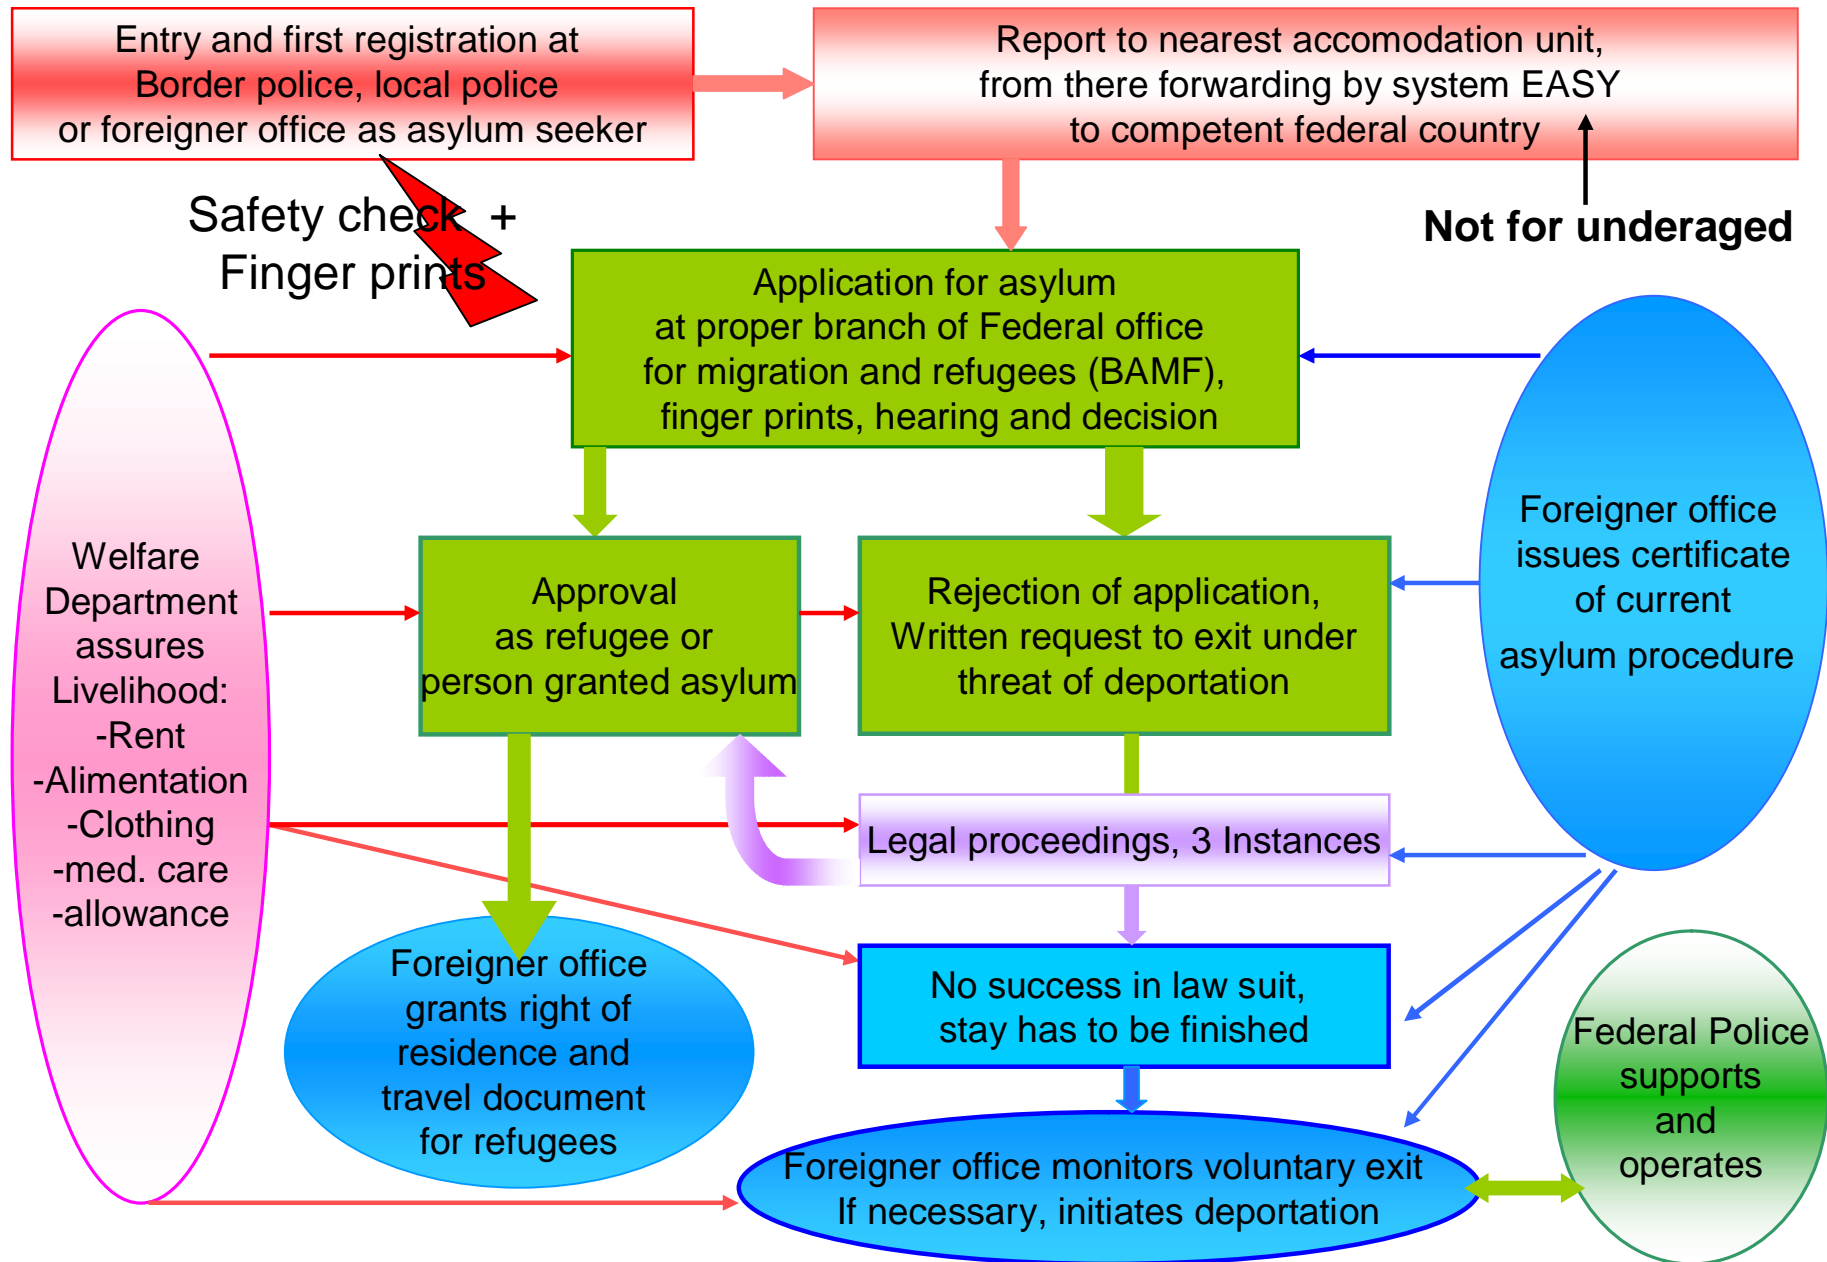 Entry and first registration at
Border police, local police
or foreigner office as asylum seeker
Report to nearest accomodation unit,
from there forwarding by system EASY
to competent federal country
Safety check +
Finger prints
Not for underaged
Application for asylum
at proper branch of Federal office
for migration and refugees (BAMF),
finger prints, hearing and decision
Welfare
Department
assures
Livelihood:
-Rent
-Alimentation
-Clothing
-med. care
-allowance
Approval
as refugee or
person granted asylum
Rejection of application,
Written request to exit under
threat of deportation
Foreigner office
issues certificate
of current
asylum procedure
Legal proceedings, 3 Instances
Foreigner office
grants right of
residence and
travel document
for refugees
No success in law suit,
stay has to be finished
Federal Police
supports
and
operates
Foreigner office monitors voluntary exit
If necessary, initiates deportation